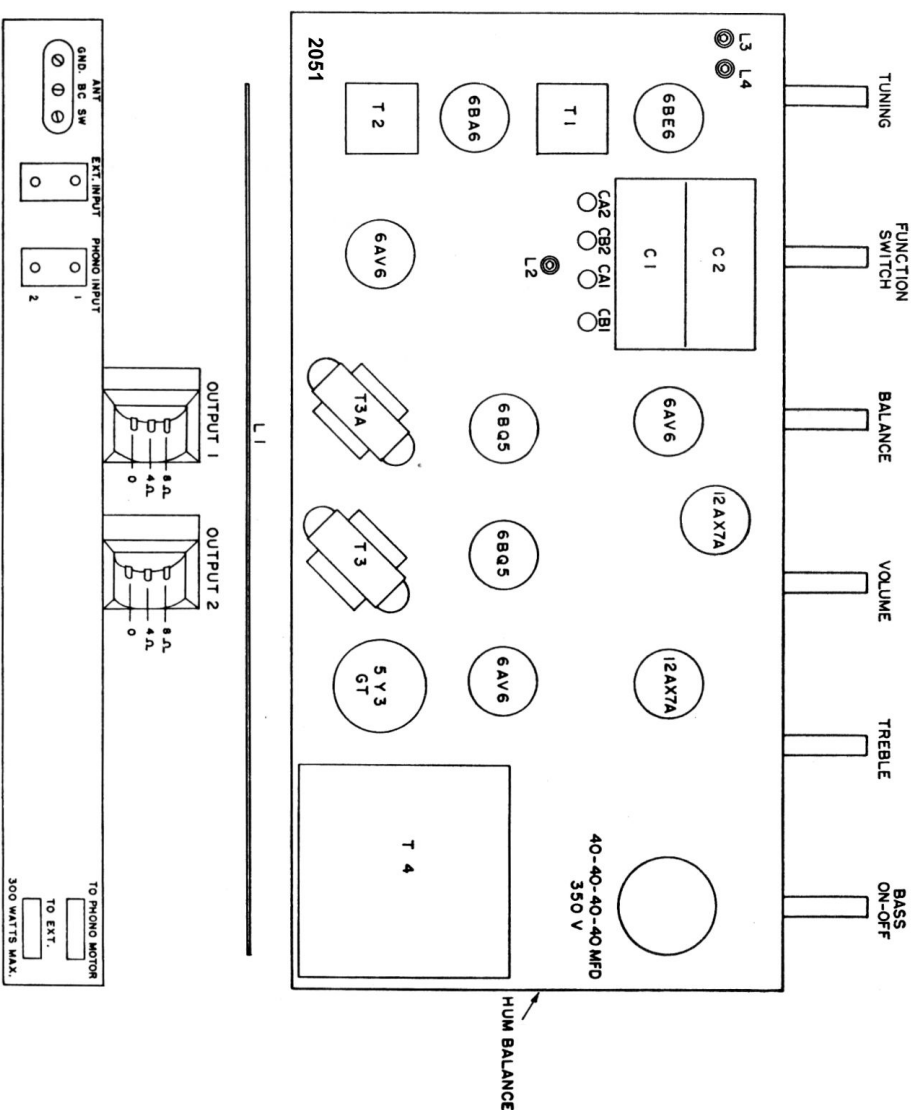 TUNING
FUNCTION
SWITCH
BALANCE
VOLUME
TREBLE
BASS
ON-OFF
2051
L3
L4
6BE6
T1
6BA6
T2
C2
C1
CA2
CB2
CA1
CB1
L2
6AV6
6AV6
12AX7A
6BQ5
T3A
6BQ5
T3
12AX7A
6AV6
5Y3
GT
40-40-40-40 MFD
350 V
T4
HUM BALANCE
L1
ANT
GND. BC SW
EXT. INPUT
PHONO INPUT
1
2
OUTPUT 1
8Ω
4Ω
0
OUTPUT 2
8Ω
4Ω
0
TO PHONO MOTOR
TO EXT.
300 WATTS MAX.